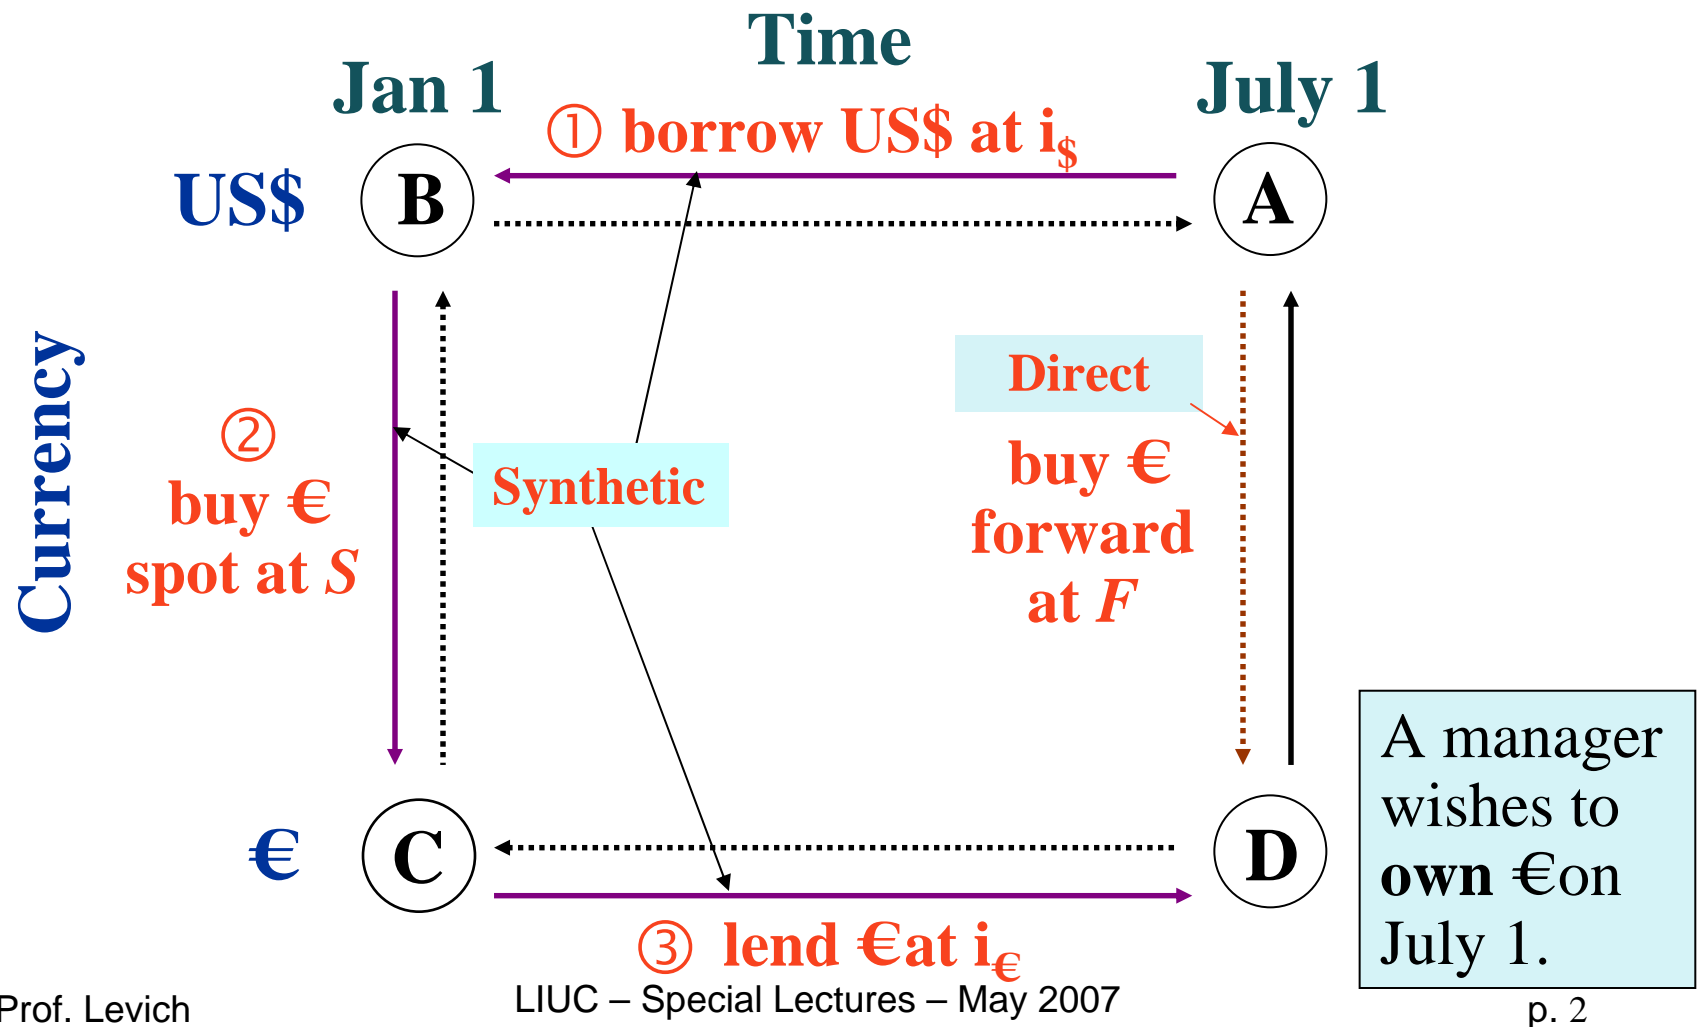 Time
Jan 1
July 1
① borrow US$ at i$
US$
B
A
Currency
Direct
②
buy €
spot at S
Synthetic
buy €
forward
at F
A manager
wishes to
own €on
July 1.
€
C
D
③ lend €at i€
Prof. Levich
LIUC – Special Lectures – May 2007
p. 2